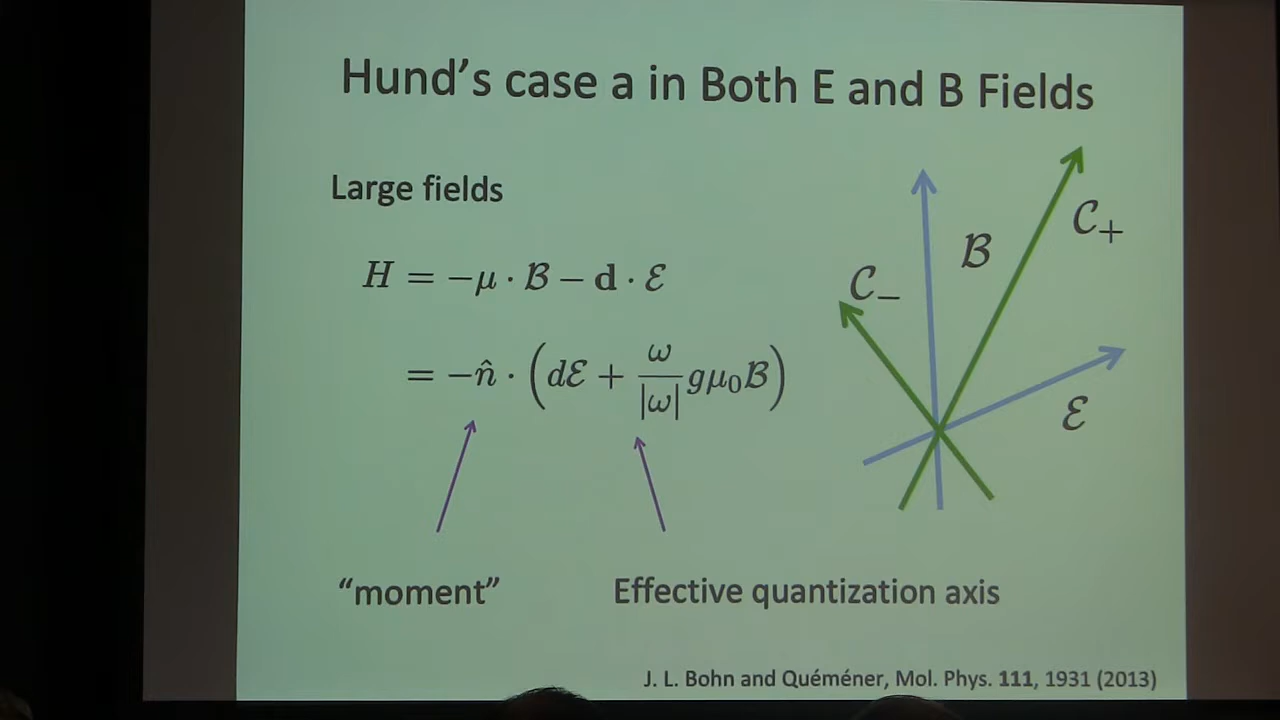 Hund's case a in Both E and B Fields
Large fields
H = −μ · ℬ − d · ℰ
= −n̂ · (dℰ + ω/|ω| gμ₀ℬ)
"moment"
Effective quantization axis
𝒞₋
ℬ
𝒞₊
ℰ
J. L. Bohn and Quéméner, Mol. Phys. 111, 1931 (2013)